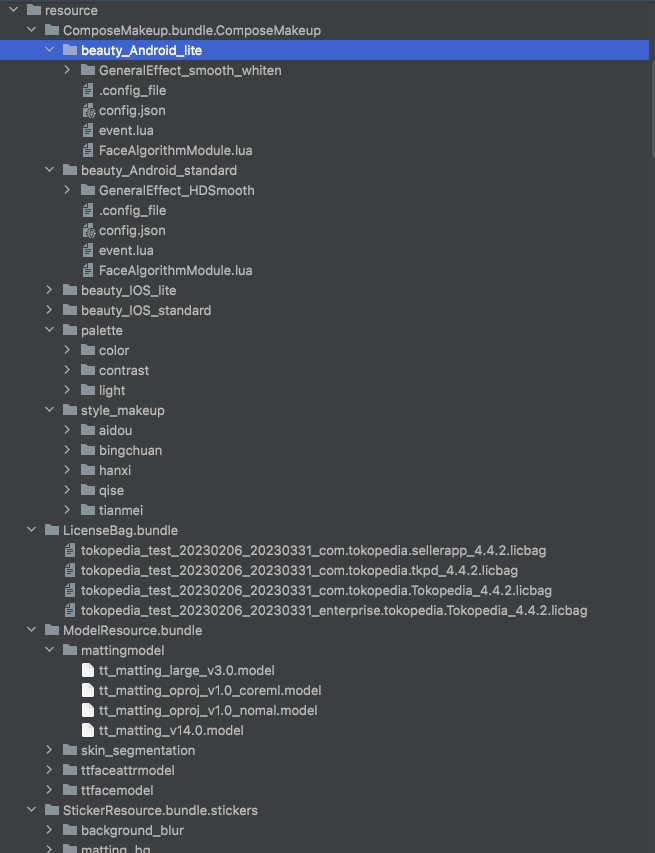 resource
ComposeMakeup.bundle.ComposeMakeup
beauty_Android_lite
GeneralEffect_smooth_whiten
.config_file
config.json
event.lua
FaceAlgorithmModule.lua
beauty_Android_standard
GeneralEffect_HDSmooth
.config_file
config.json
event.lua
FaceAlgorithmModule.lua
beauty_IOS_lite
beauty_IOS_standard
palette
color
contrast
light
style_makeup
aidou
bingchuan
hanxi
qise
tianmei
LicenseBag.bundle
tokopedia_test_20230206_20230331_com.tokopedia.sellerapp_4.4.2.licbag
tokopedia_test_20230206_20230331_com.tokopedia.tkpd_4.4.2.licbag
tokopedia_test_20230206_20230331_com.tokopedia.Tokopedia_4.4.2.licbag
tokopedia_test_20230206_20230331_enterprise.tokopedia.Tokopedia_4.4.2.licbag
ModelResource.bundle
mattingmodel
tt_matting_large_v3.0.model
tt_matting_oproj_v1.0_coreml.model
tt_matting_oproj_v1.0_nomal.model
tt_matting_v14.0.model
skin_segmentation
ttfaceattrmodel
ttfacemodel
StickerResource.bundle.stickers
background_blur
matting_bg